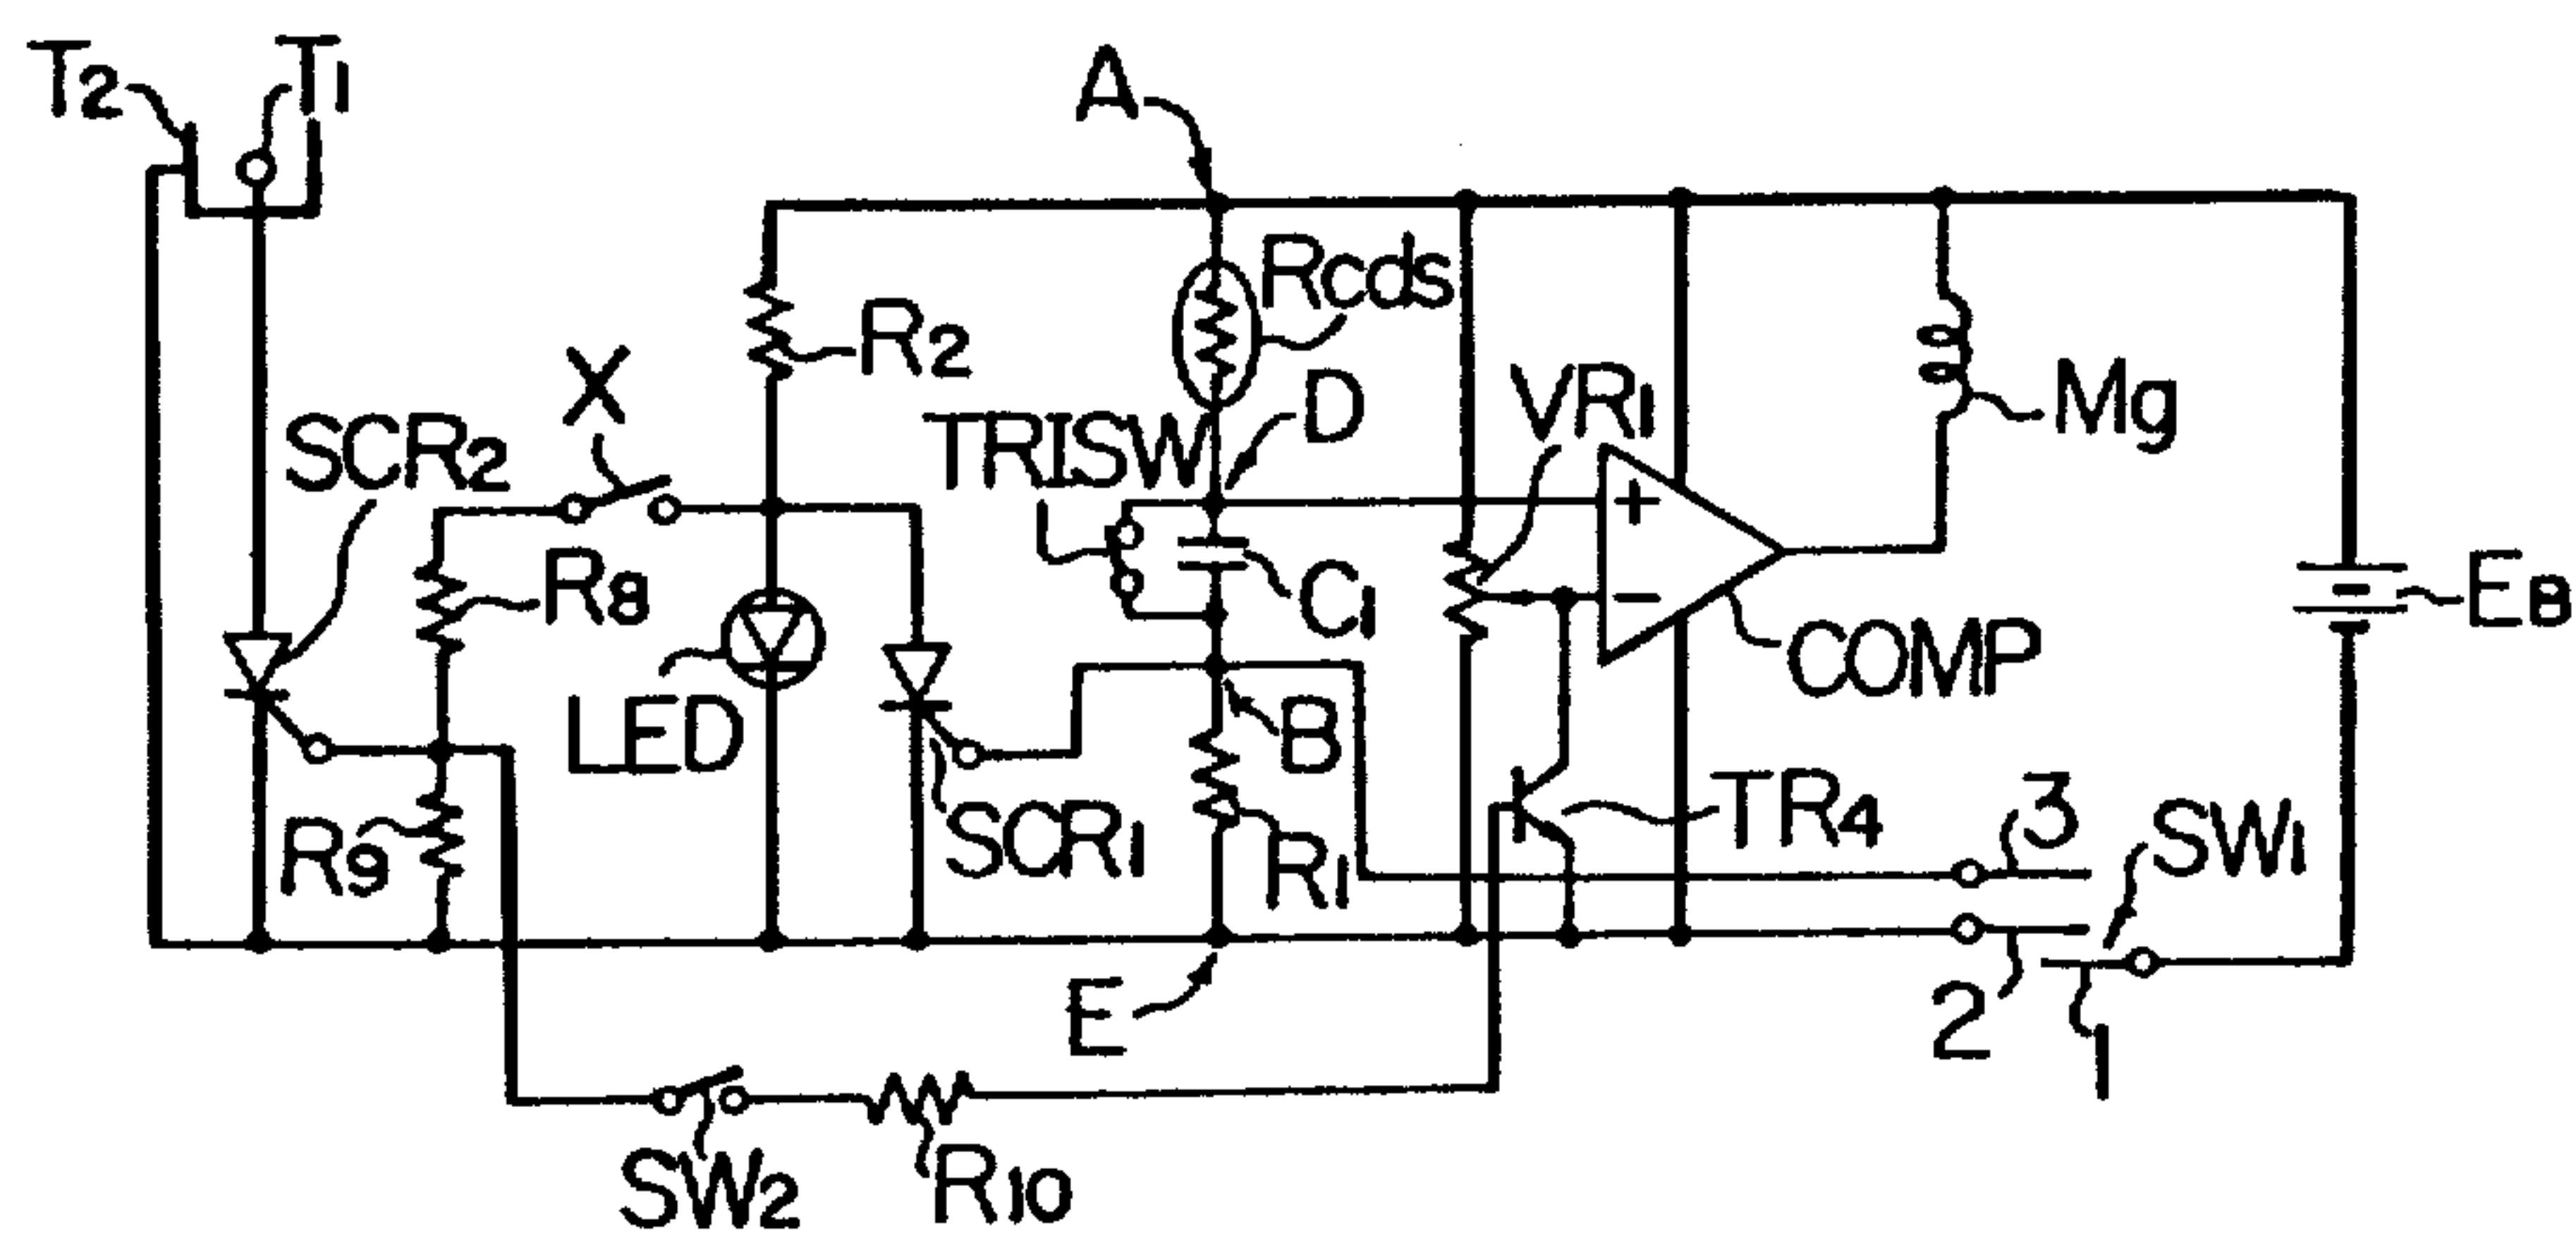 T2 T1
A
Rcds
R2
X
D
VR1
Mg
TRISW
SCR2
+
R8
C1
−
EB
COMP
LED
B
SCR1
TR4
3
SW1
R9
R1
E
2
1
SW2
R10